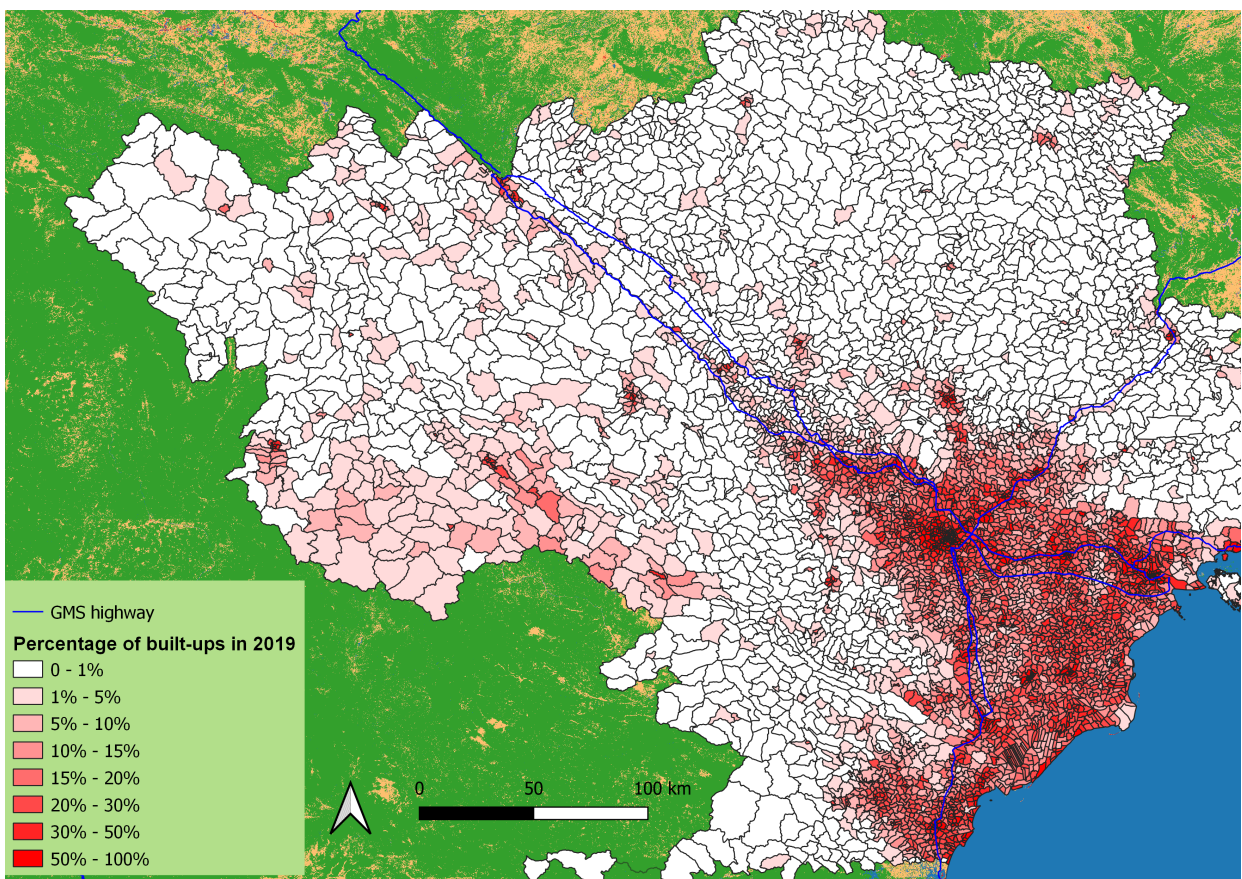 0
50
100 km
GMS highway
Percentage of built-ups in 2019
0 - 1%
1% - 5%
5% - 10%
10% - 15%
15% - 20%
20% - 30%
30% - 50%
50% - 100%